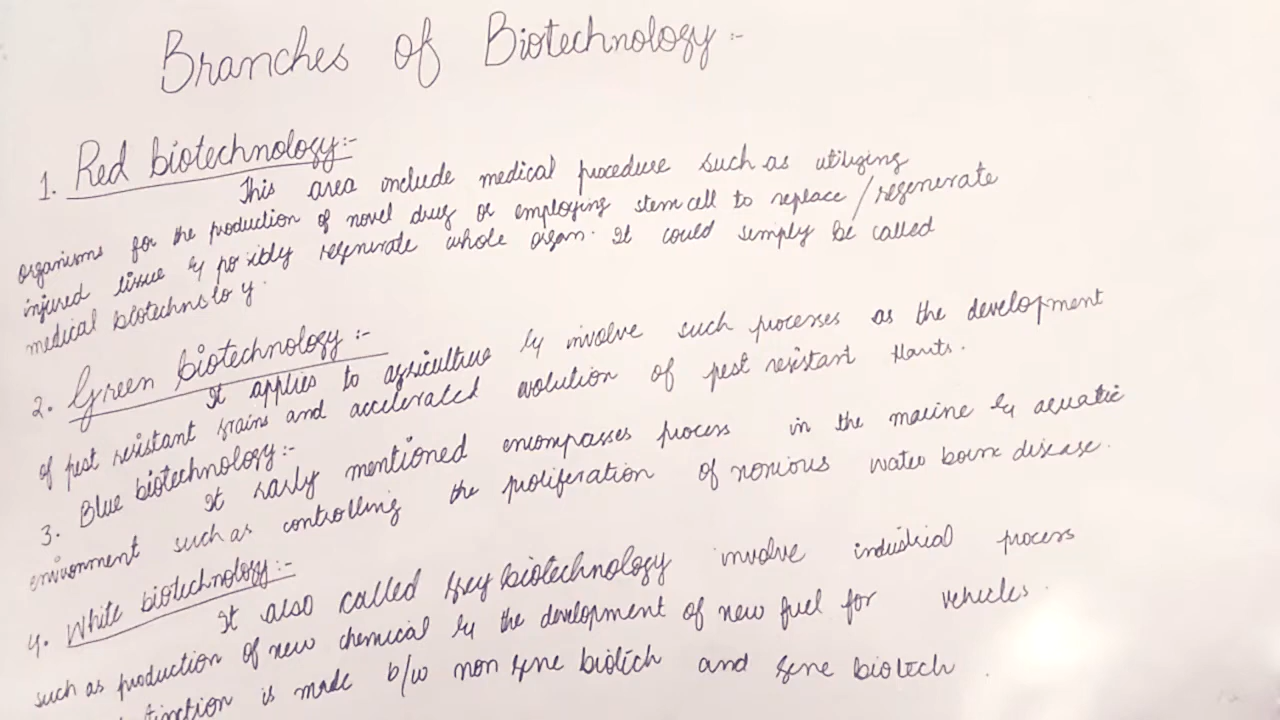 Branches of Biotechnology :-
1. Red biotechnology:-
This area include medical procedure such as utilizing
organisms for the production of novel drug or employing stem cell to replace / regenerate
injured tissue & possibly regenerate whole organ. It could simply be called
medical biotechnology.
2. Green biotechnology :-
It applies to agriculture & involve such processes as the development
of pest resistant grains and accelerated evolution of pest resistant plants.
3. Blue biotechnology:-
It rarly mentioned encompasses process in the marine & aquatic
environment such as controlling the proliferation of noxious water borne disease.
4. White biotechnology:-
It also called grey biotechnology involve industrial process
such as production of new chemical & the development of new fuel for vehicles.
is made b/w non gene biotech and gene biotech.